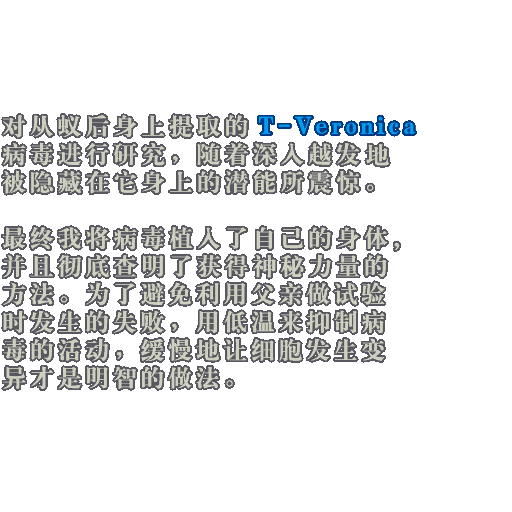 对从蚁后身上提取的 T-Veronica
病毒进行研究，随着深入越发地
被隐藏在它身上的潜能所震惊。
最终我将病毒植入了自己的身体，
并且彻底查明了获得神秘力量的
方法。为了避免利用父亲做试验
时发生的失败，用低温来抑制病
毒的活动，缓慢地让细胞发生变
异才是明智的做法。